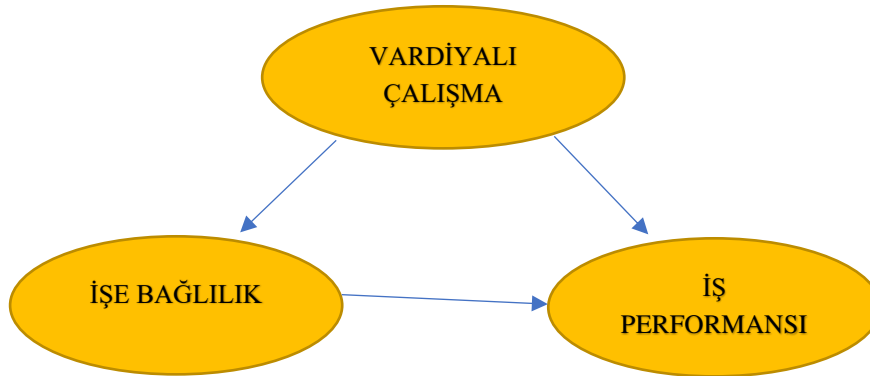 VARDİYALI
ÇALIŞMA
İŞE BAĞLILIK
İŞ
PERFORMANSI